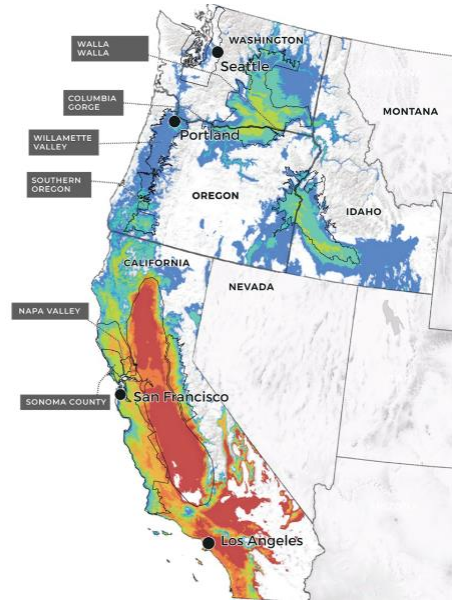 WALLA
WALLA
WASHINGTON
Seattle
COLUMBIA
GORGE
MONTANA
Portland
WILLAMETTE
VALLEY
SOUTHERN
OREGON
OREGON
IDAHO
CALIFORNIA
NEVADA
NAPA VALLEY
SONOMA COUNTY
San Francisco
Los Angeles